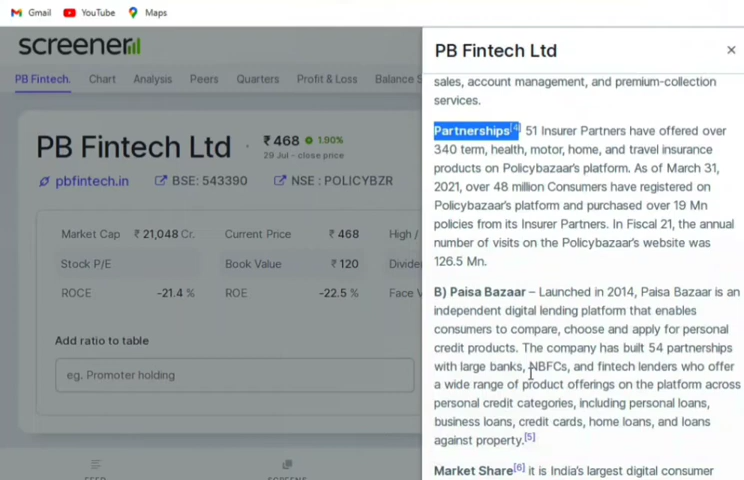 Gmail YouTube Maps
screener
PB Fintech Ltd ×
PB Fintech. Chart Analysis Peers Quarters Profit & Loss Balance S
sales, account management, and premium-collection
services.
Partnerships[4] 51 Insurer Partners have offered over
340 term, health, motor, home, and travel insurance
products on Policybazaar's platform. As of March 31,
2021, over 48 million Consumers have registered on
Policybazaar's platform and purchased over 19 Mn
policies from its Insurer Partners. In Fiscal 21, the annual
number of visits on the Policybazaar's website was
126.5 Mn.
B) Paisa Bazaar – Launched in 2014, Paisa Bazaar is an
independent digital lending platform that enables
consumers to compare, choose and apply for personal
credit products. The company has built 54 partnerships
with large banks, NBFCs, and fintech lenders who offer
a wide range of product offerings on the platform across
personal credit categories, including personal loans,
business loans, credit cards, home loans, and loans
against property.[5]
Market Share[6] it is India's largest digital consumer
PB Fintech Ltd · ₹ 468 1.90%
29 Jul - close price
pbfintech.in BSE: 543390 NSE : POLICYBZR
Market Cap ₹ 21,048 Cr. Current Price ₹ 468 High /
Stock P/E Book Value ₹ 120 Divide
ROCE -21.4 % ROE -22.5 % Face V
Add ratio to table
eg. Promoter holding
FEED SCREENS